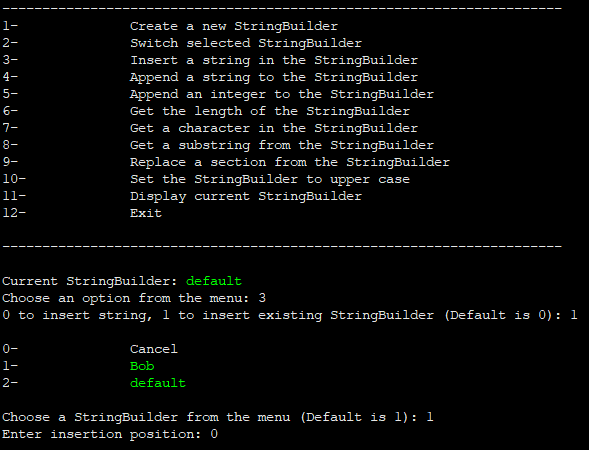 ----------------------------------------------------------------------
1- Create a new StringBuilder
2- Switch selected StringBuilder
3- Insert a string in the StringBuilder
4- Append a string to the StringBuilder
5- Append an integer to the StringBuilder
6- Get the length of the StringBuilder
7- Get a character in the StringBuilder
8- Get a substring from the StringBuilder
9- Replace a section from the StringBuilder
10- Set the StringBuilder to upper case
11- Display current StringBuilder
12- Exit
----------------------------------------------------------------------
Current StringBuilder: default
Choose an option from the menu: 3
0 to insert string, 1 to insert existing StringBuilder (Default is 0): 1
0- Cancel
1- Bob
2- default
Choose a StringBuilder from the menu (Default is 1): 1
Enter insertion position: 0